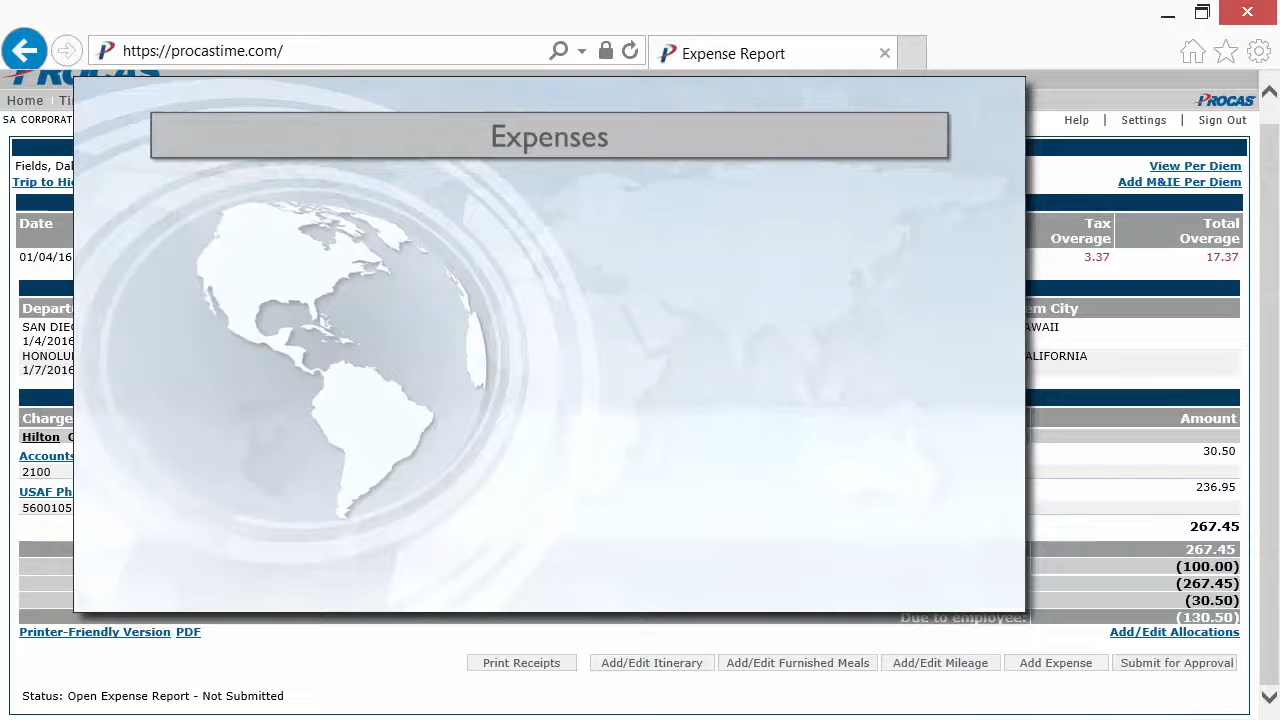 https://procastime.com/
Expense Report
PROCAS
Home
PROCAS
SA CORPORAT
Help | Settings | Sign Out
Expenses
Fields,
View Per Diem
Trip to
Add M&IE Per Diem
Date
Tax Overage
Total Overage
01/04/16
3.37
17.37
SAN
1/4/2016
AWAII
ALIFORNIA
1/7/2016
Amount
Hilton
30.50
Accounts
2100
USAF
236.95
5600105
267.45
267.45
(100.00)
(267.45)
(30.50)
Due to employee: (130.50)
Printer-Friendly Version PDF
Add/Edit Allocations
Print Receipts Add/Edit Itinerary Add/Edit Furnished Meals Add/Edit Mileage Add Expense Submit for Approval
Status: Open Expense Report - Not Submitted